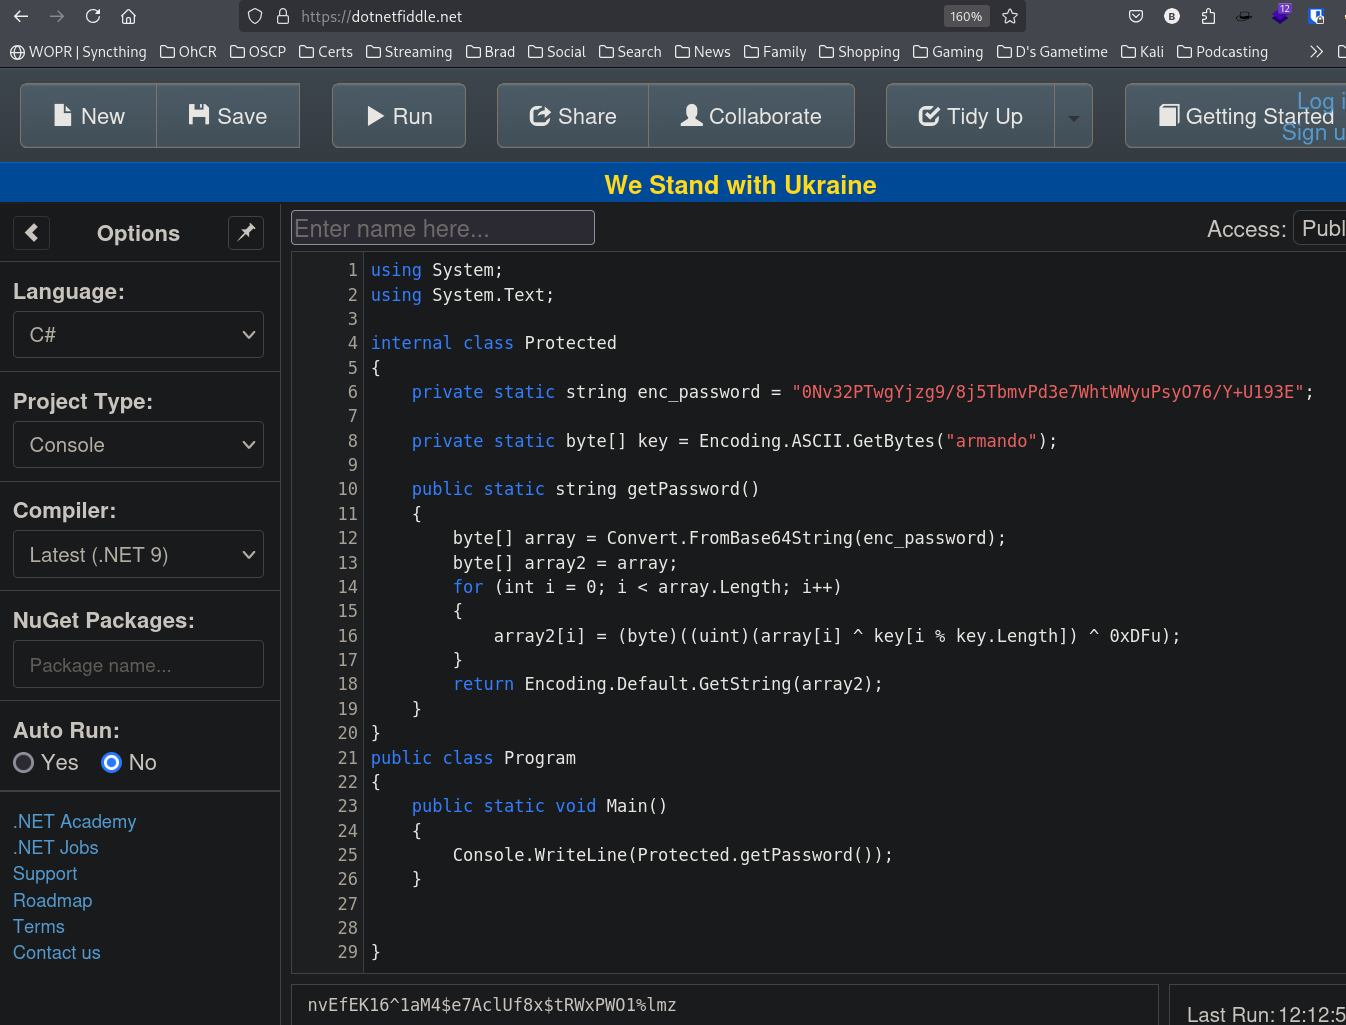 https://dotnetfiddle.net
160%
B
12
WOPR | Syncthing OhCR OSCP Certs Streaming Brad Social Search News Family Shopping Gaming D's Gametime Kali Podcasting
New Save Run Share Collaborate Tidy Up Getting Started
Log i
Sign u
We Stand with Ukraine
Options
Language:
C#
Project Type:
Console
Compiler:
Latest (.NET 9)
NuGet Packages:
Package name...
Auto Run:
Yes No
.NET Academy
.NET Jobs
Support
Roadmap
Terms
Contact us
Enter name here...
Access: Publ
1 using System;
2 using System.Text;
3
4 internal class Protected
5 {
6     private static string enc_password = "0Nv32PTwgYjzg9/8j5TbmvPd3e7WhtWWyuPsyO76/Y+U193E";
7
8     private static byte[] key = Encoding.ASCII.GetBytes("armando");
9
10     public static string getPassword()
11     {
12         byte[] array = Convert.FromBase64String(enc_password);
13         byte[] array2 = array;
14         for (int i = 0; i < array.Length; i++)
15         {
16             array2[i] = (byte)((uint)(array[i] ^ key[i % key.Length]) ^ 0xDFu);
17         }
18         return Encoding.Default.GetString(array2);
19     }
20 }
21 public class Program
22 {
23     public static void Main()
24     {
25         Console.WriteLine(Protected.getPassword());
26     }
27
28
29 }
nvEfEK16^1aM4$e7AclUf8x$tRWxPWO1%lmz
Last Run: 12:12:5